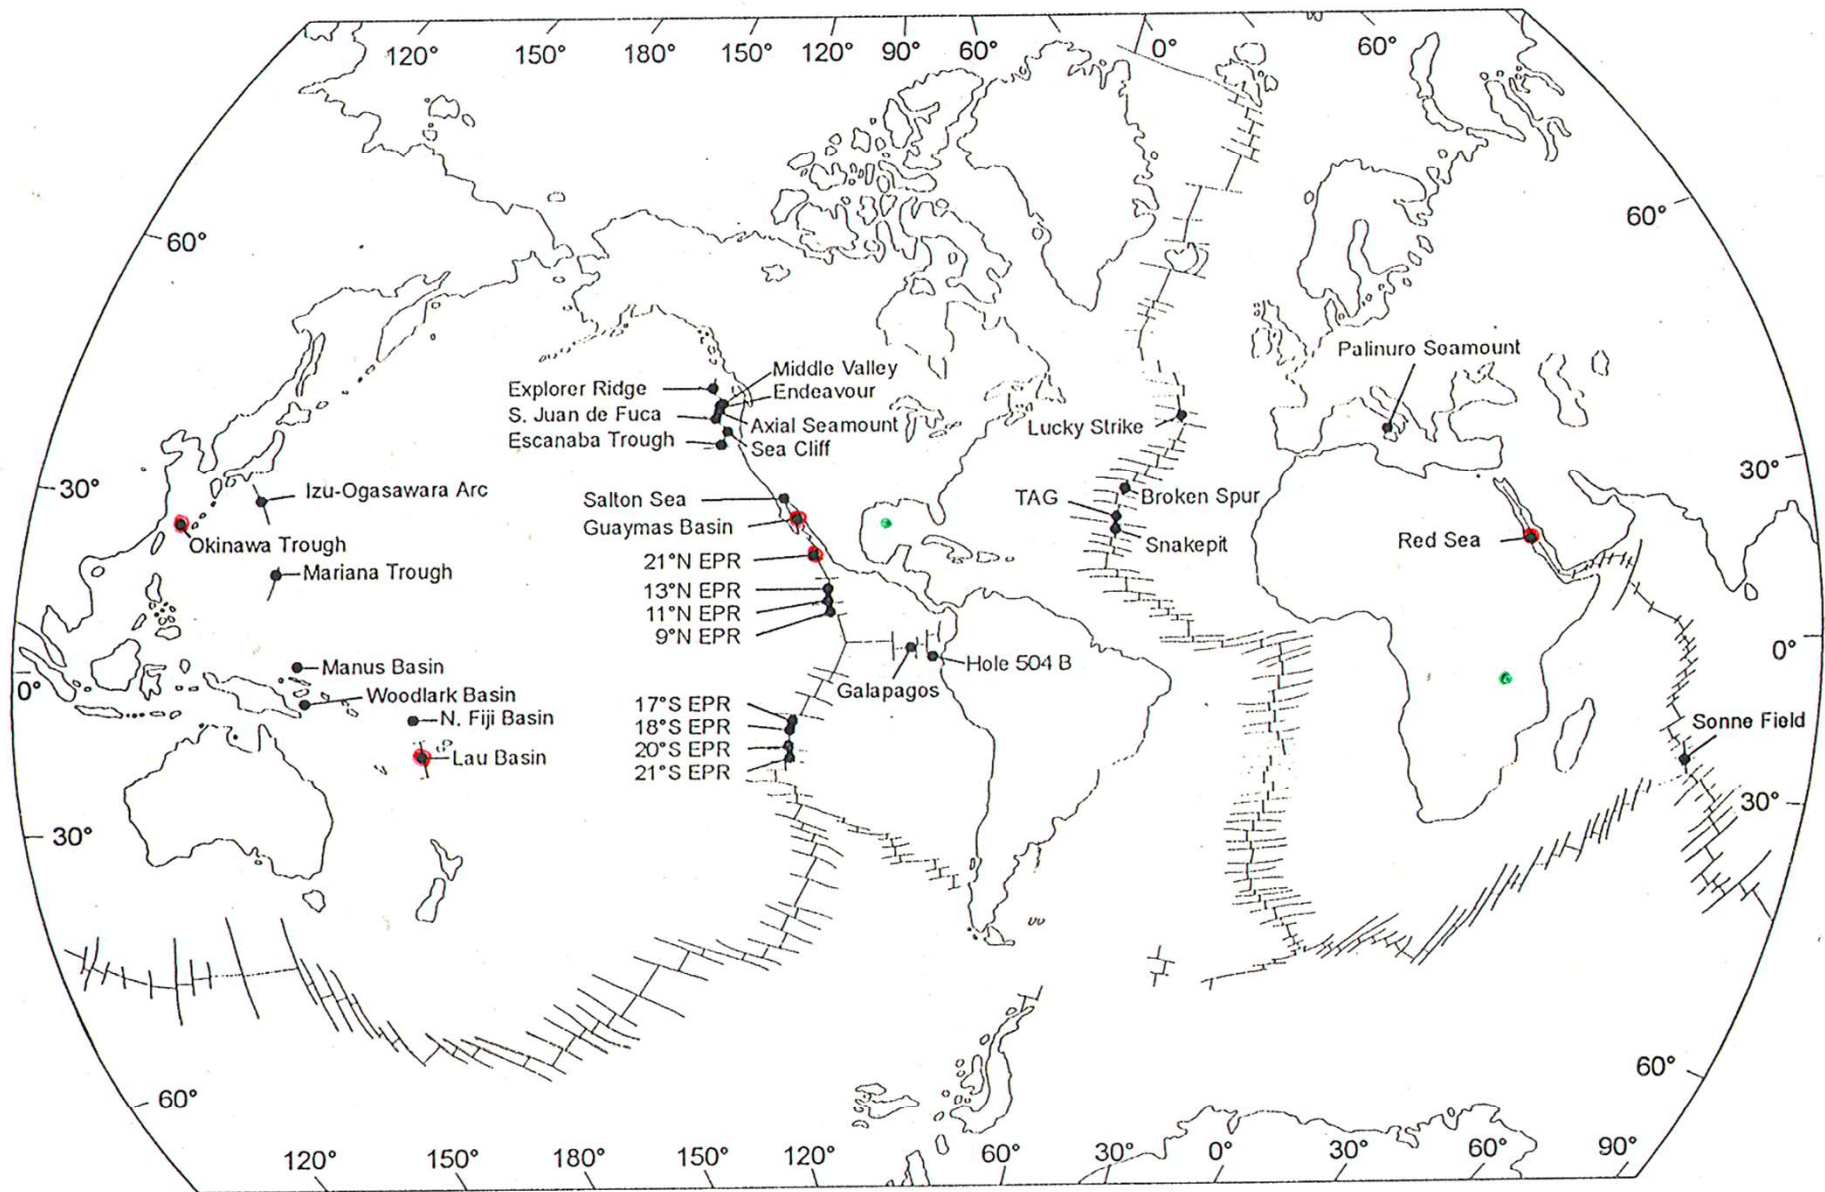 120° 150° 180° 150° 120° 90° 60° 0° 60°
60° 60°
Palinuro Soamount
Middle Valley
Explorer Ridge Endeavour
S. Juan de Fuca Axial Seamount Lucky Strike
Escanaba Trough Sea Cliff
30° 30°
Izu-Ogasawara Arc Salton Sea TAG Broken Spur
Guaymas Basin
Okinawa Trough Snakepit Red Sea
21°N EPR
Mariana Trough 13°N EPR
11°N EPR
9°N EPR
0°
Manus Basin Hole 504 B
0° Woodlark Basin Galapagos
17°S EPR
N. Fiji Basin 18°S EPR Sonne Field
20°S EPR
Lau Basin 21°S EPR
30°
30°
60°
60°
120° 150° 180° 150° 120° 60° 30° 0° 30° 60° 90°